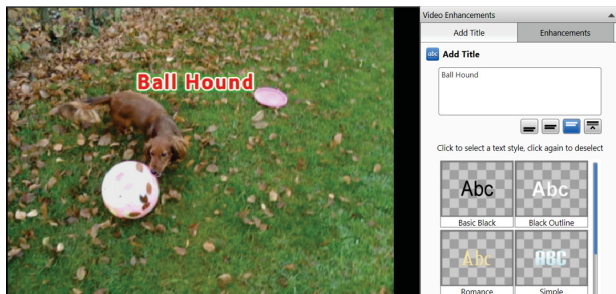 Ball Hound
Video Enhancements
Add Title
Enhancements
abc Add Title
Ball Hound
Click to select a text style, click again to deselect
Abc
Abc
Basic Black
Black Outline
Abc
ABC
Romance
Simple